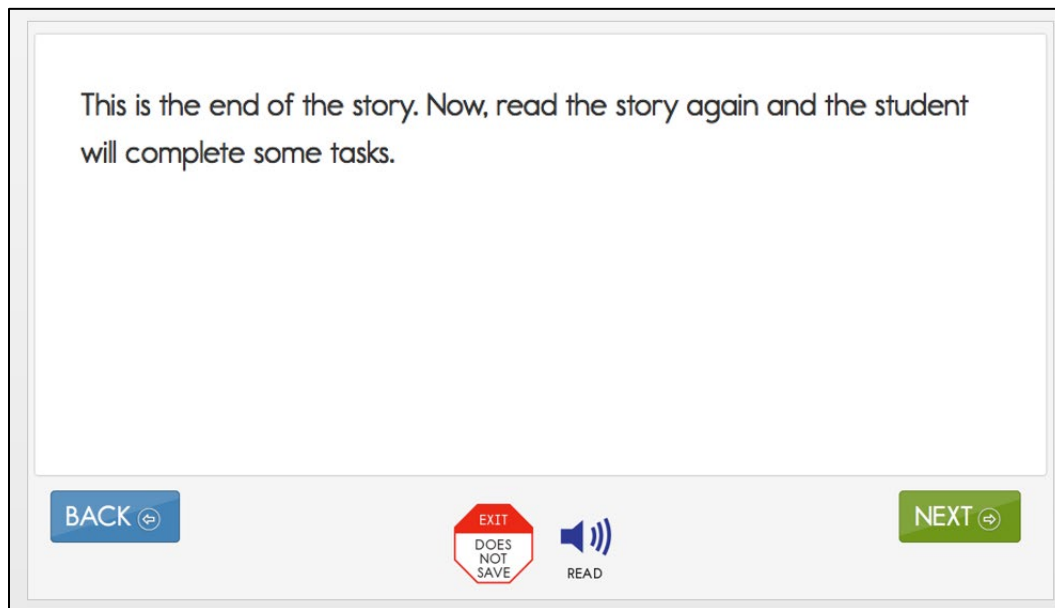 This is the end of the story. Now, read the story again and the student
will complete some tasks.
BACK
EXIT
DOES
NOT
SAVE
READ
NEXT